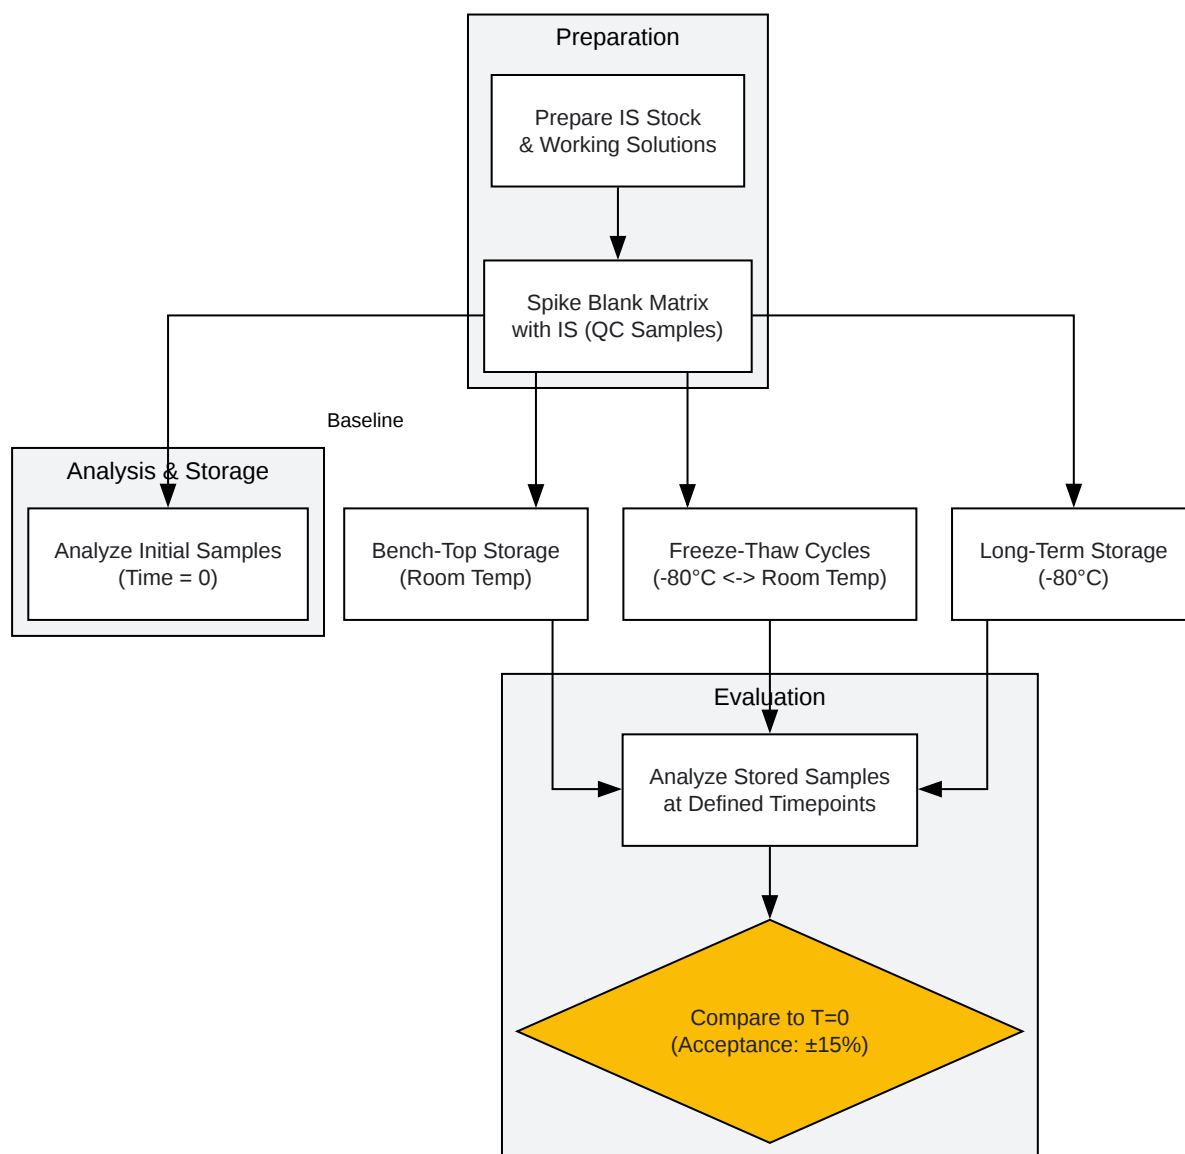 Preparation
Prepare IS Stock
& Working Solutions
Spike Blank Matrix
with IS (QC Samples)
Baseline
Analysis & Storage
Analyze Initial Samples
(Time = 0)
Bench-Top Storage
(Room Temp)
Freeze-Thaw Cycles
(-80°C <-> Room Temp)
Long-Term Storage
(-80°C)
Evaluation
Analyze Stored Samples
at Defined Timepoints
Compare to T=0
(Acceptance: ±15%)